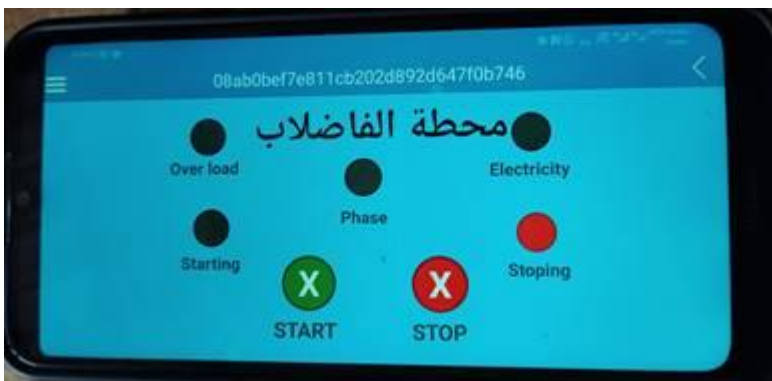 08ab0bef7e811cb202d892d647f0b746
محطة الفاضلاب
Over load
Electricity
Phase
Starting
Stoping
X
X
START
STOP